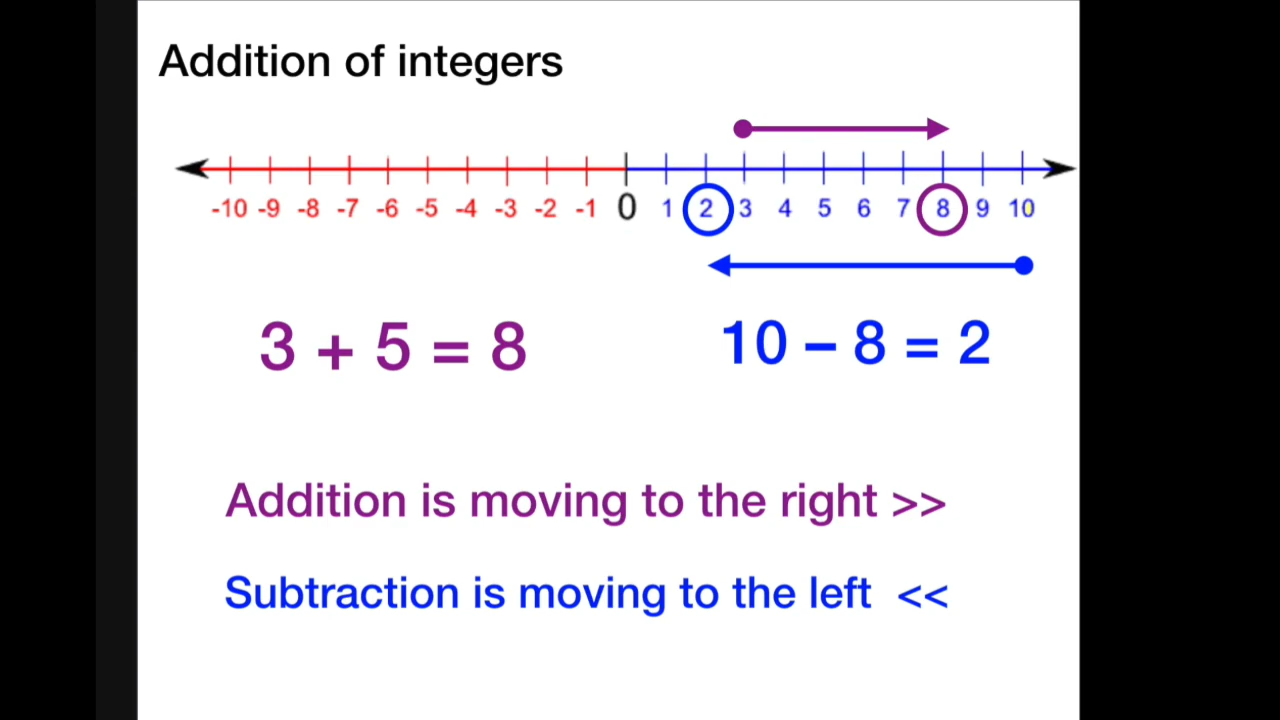 Addition of integers
-10 -9 -8 -7 -6 -5 -4 -3 -2 -1 0 1 2 3 4 5 6 7 8 9 10
3 + 5 = 8
10 – 8 = 2
Addition is moving to the right >>
Subtraction is moving to the left <<